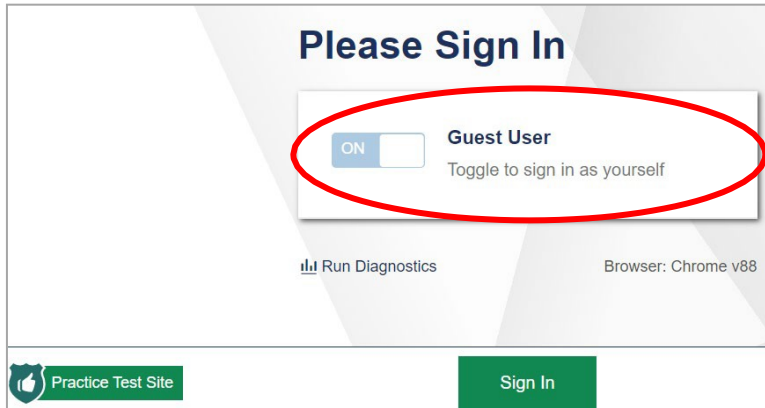 Please Sign In
ON
Guest User
Toggle to sign in as yourself
Run Diagnostics
Browser: Chrome v88
Practice Test Site
Sign In